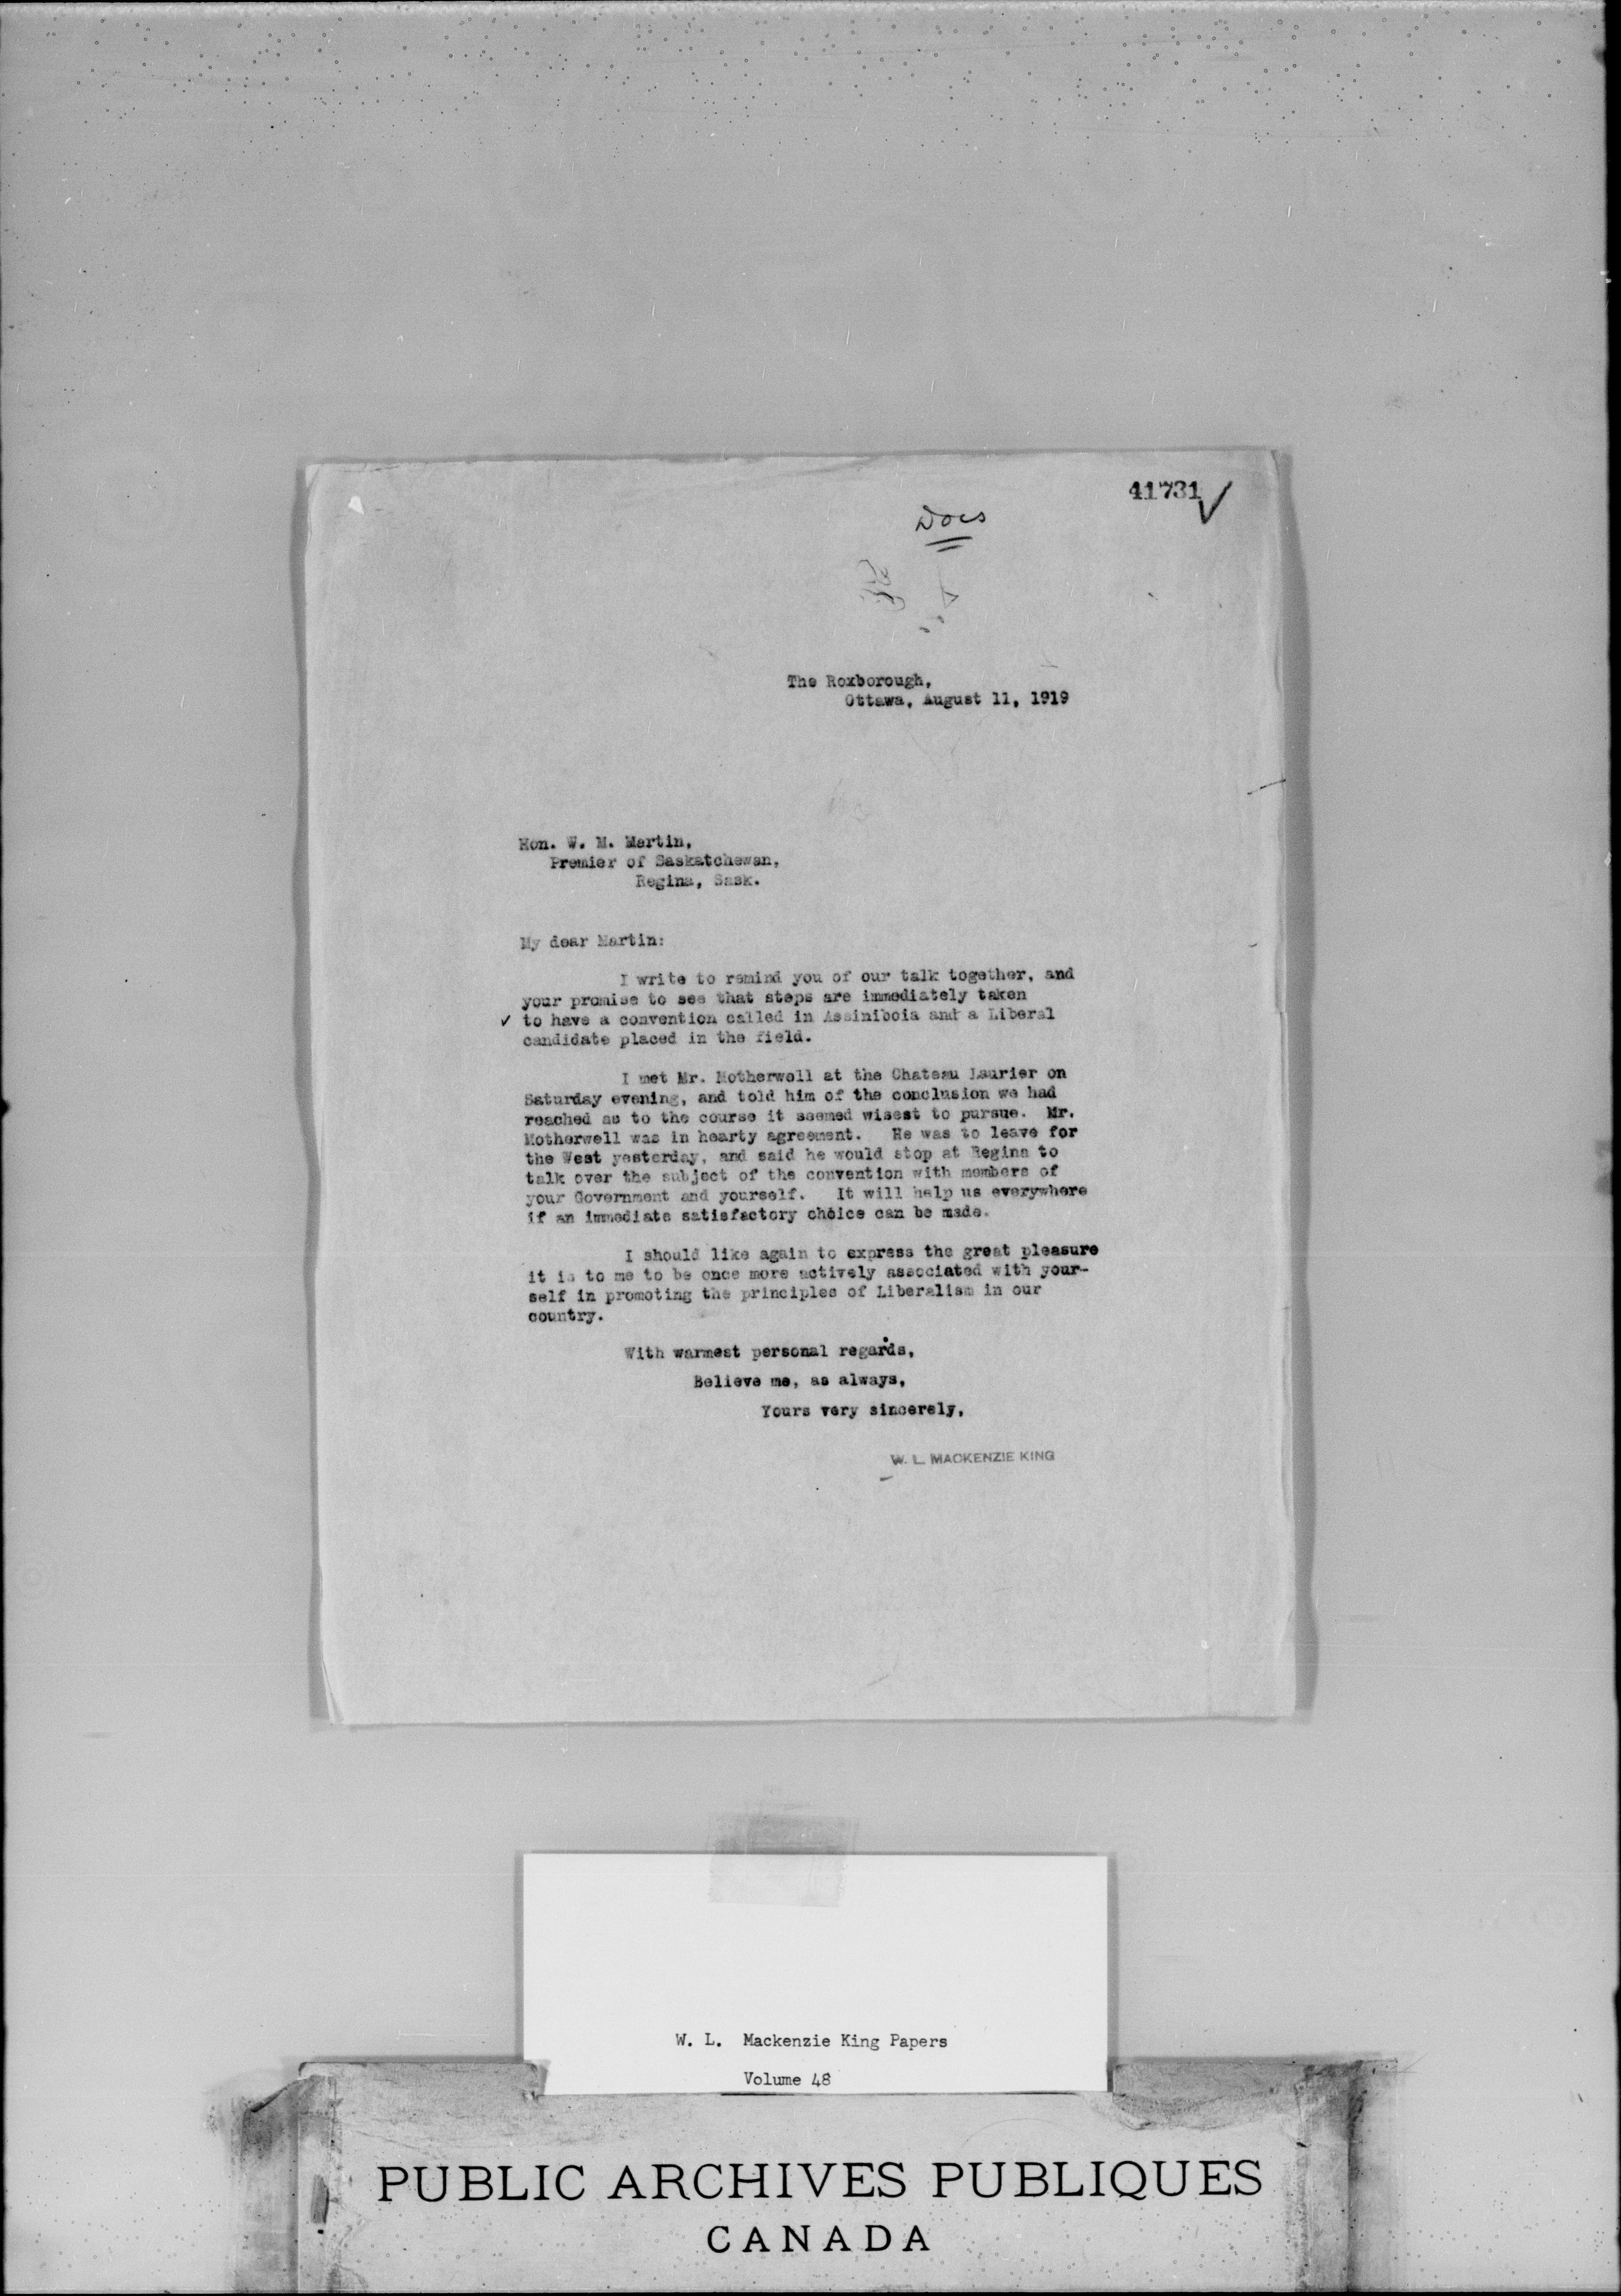 41731 ✓
Docs
The Roxborough,
Ottawa, August 11, 1919
Hon. W. M. Martin,
Premier of Saskatchewan,
Regina, Sask.
My dear Martin:
I write to remind you of our talk together, and
your promise to see that steps are immediately taken
✓ to have a convention called in Assiniboia and a Liberal
candidate placed in the field.
I met Mr. Motherwell at the Chateau Laurier on
Saturday evening, and told him of the conclusion we had
reached as to the course it seemed wisest to pursue. Mr.
Motherwell was in hearty agreement. He was to leave for
the West yesterday, and said he would stop at Regina to
talk over the subject of the convention with members of
your Government and yourself. It will help us everywhere
if an immediate satisfactory choice can be made.
I should like again to express the great pleasure
it is to me to be once more actively associated with your-
self in promoting the principles of Liberalism in our
country.
With warmest personal regards,
Believe me, as always,
Yours very sincerely,
W. L. MACKENZIE KING
W. L. Mackenzie King Papers
Volume 48
PUBLIC ARCHIVES PUBLIQUES
CANADA